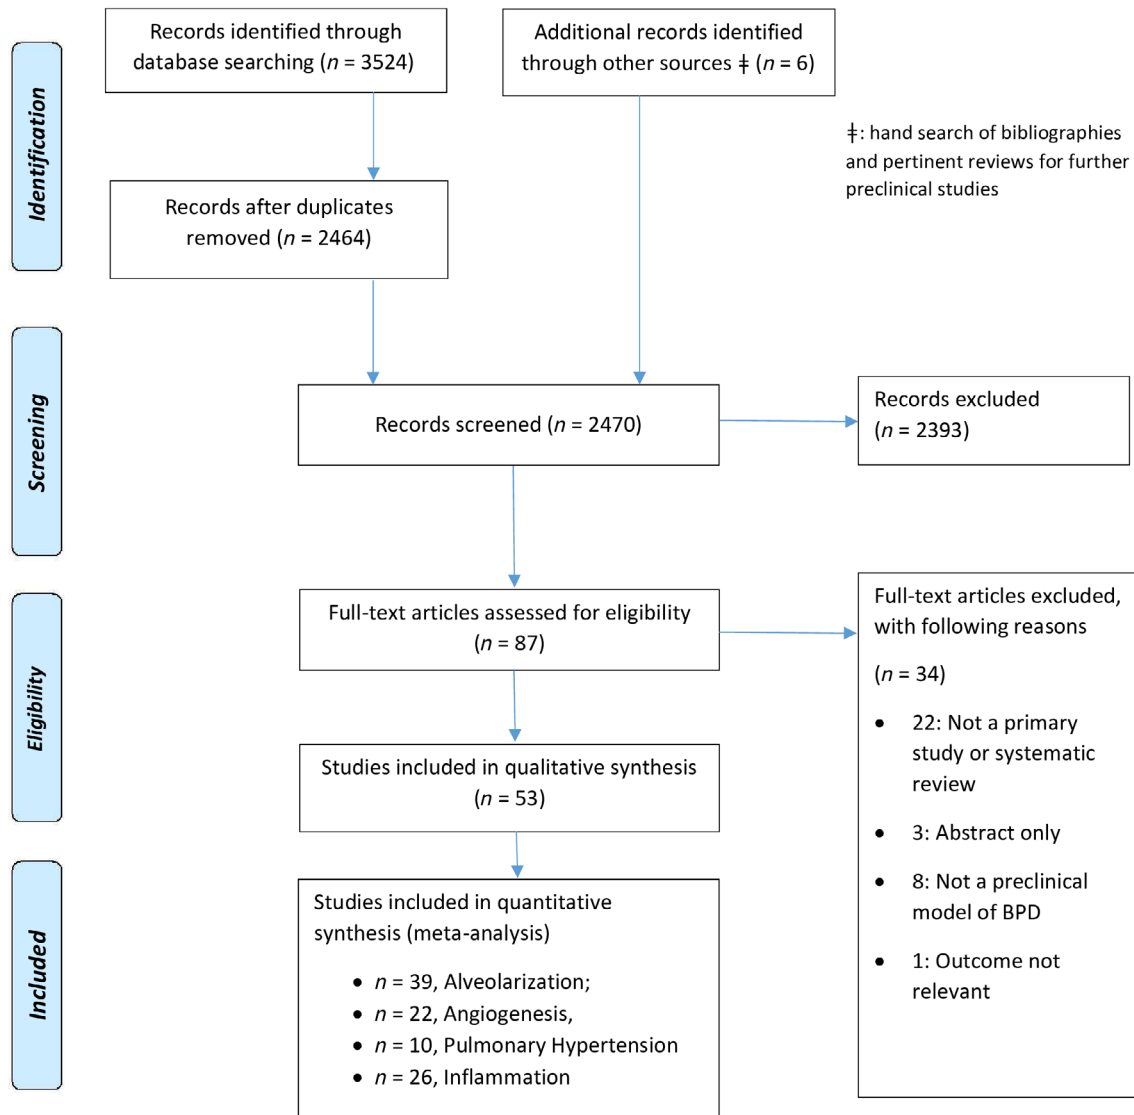 Records identified through
database searching (n = 3524)
Additional records identified
through other sources ǂ (n = 6)
Identification
ǂ: hand search of bibliographies
and pertinent reviews for further
preclinical studies
Records after duplicates
removed (n = 2464)
Screening
Records screened (n = 2470)
Records excluded
(n = 2393)
Eligibility
Full-text articles assessed for eligibility
(n = 87)
Full-text articles excluded,
with following reasons
(n = 34)
• 22: Not a primary
study or systematic
review
• 3: Abstract only
• 8: Not a preclinical
model of BPD
• 1: Outcome not
relevant
Studies included in qualitative synthesis
(n = 53)
Included
Studies included in quantitative
synthesis (meta-analysis)
• n = 39, Alveolarization;
• n = 22, Angiogenesis,
• n = 10, Pulmonary Hypertension
• n = 26, Inflammation